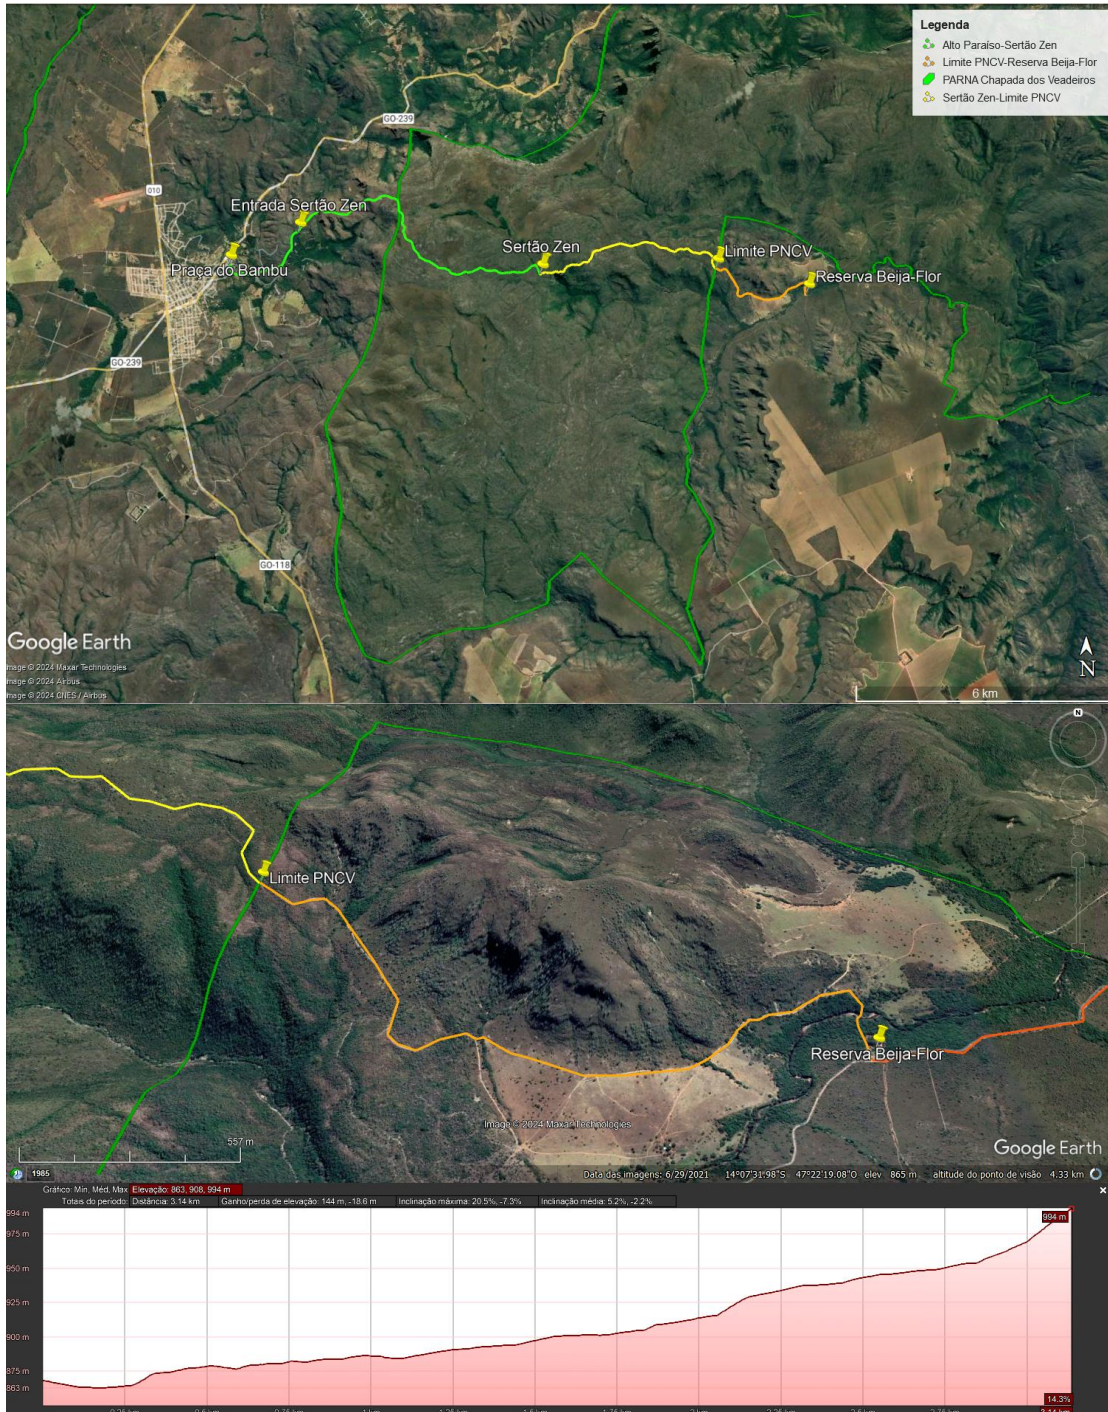 Legenda
Alto Paraíso-Sertão Zen
Limite PNCV-Reserva Beija-Flor
PARNA Chapada dos Veadeiros
Sertão Zen-Limite PNCV
GO-239
010
Entrada Sertão Zen
Praça do Bambu
Sertão Zen
Limite PNCV
Reserva Beija-Flor
GO-239
GO-118
Google Earth
Image © 2024 Maxar Technologies
Image © 2024 Airbus
Image © 2024 CNES / Airbus
N
6 km
N
Limite PNCV
Reserva Beija-Flor
Image © 2024 Maxar Technologies
557 m
Google Earth
1985
Data das imagens: 6/29/2021 14°07'31.98"S 47°22'19.08"O elev 865 m altitude do ponto de visão 4.33 km
Gráfico: Mín, Méd, Máx Elevação: 863, 908, 994 m
Totais do período: Distância: 3.14 km Ganho/perda de elevação: 144 m, -18.6 m Inclinação máxima: 20.5%, -7.3% Inclinação média: 5.2%, -2.2%
994 m
994 m
975 m
950 m
925 m
900 m
875 m
863 m
14.3%